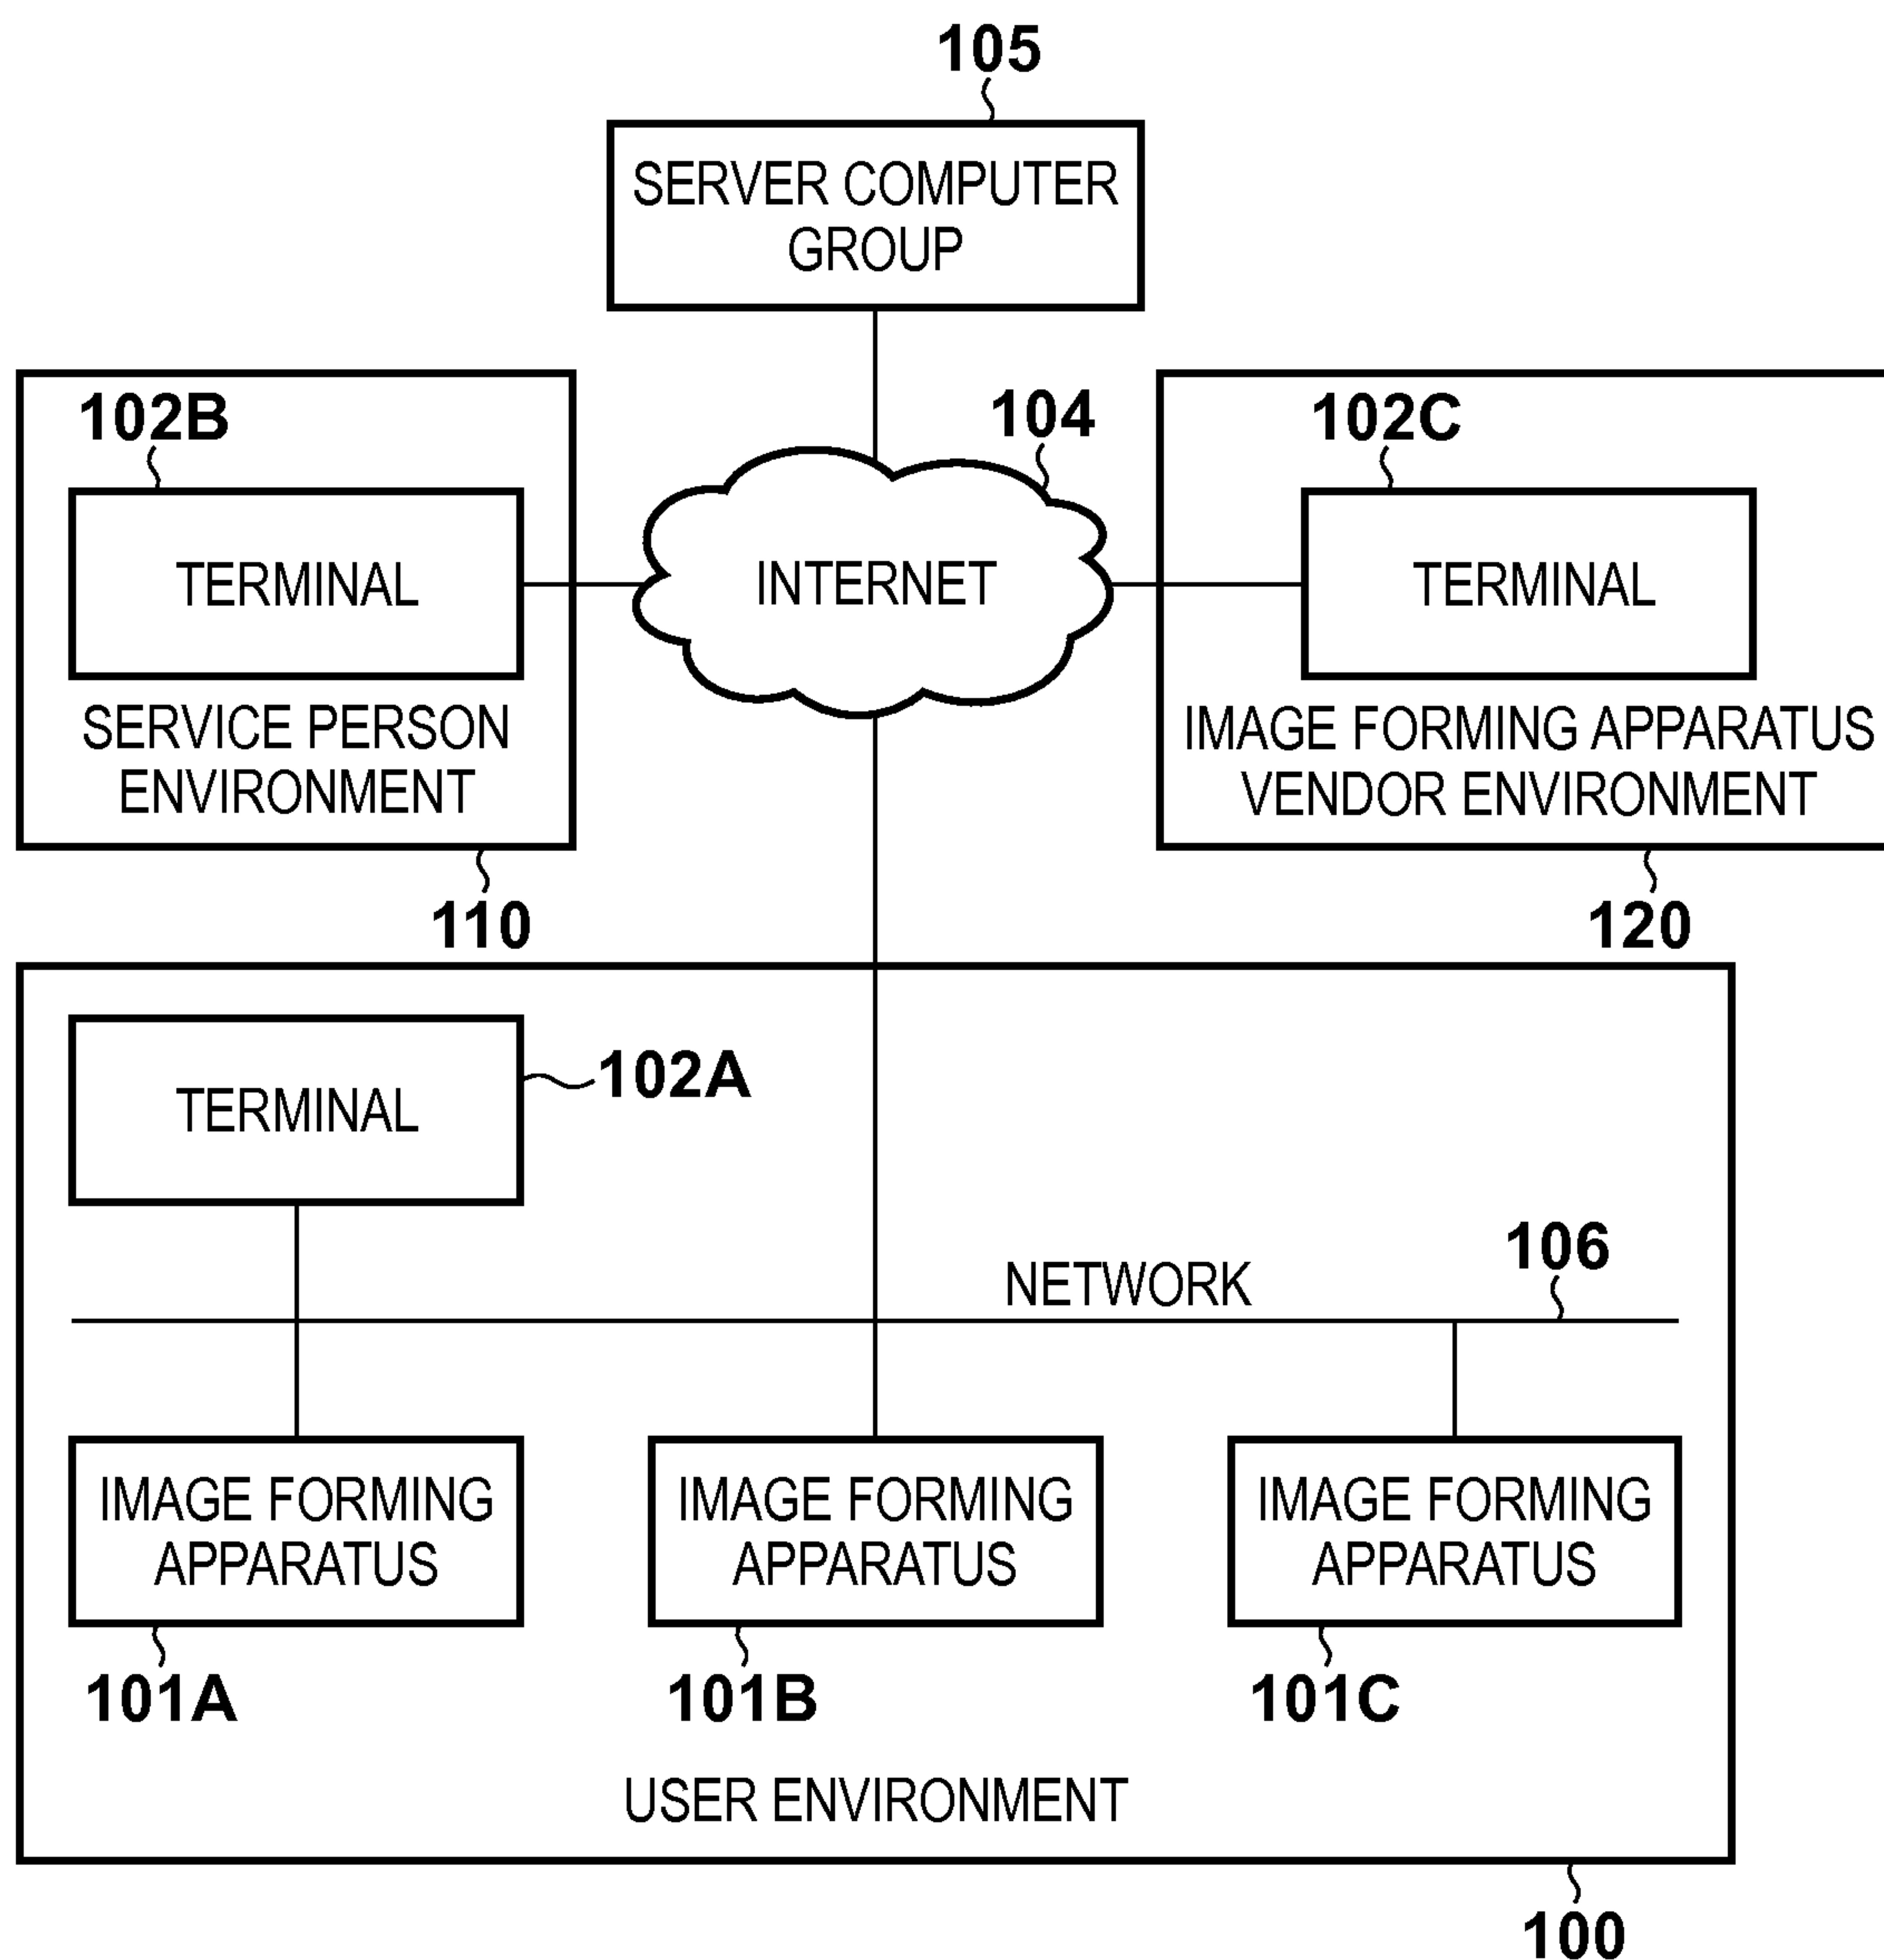 105
SERVER COMPUTER
GROUP
102B
104
102C
TERMINAL
INTERNET
TERMINAL
SERVICE PERSON
ENVIRONMENT
IMAGE FORMING APPARATUS
VENDOR ENVIRONMENT
110
120
TERMINAL
102A
NETWORK
106
IMAGE FORMING
APPARATUS
IMAGE FORMING
APPARATUS
IMAGE FORMING
APPARATUS
101A
101B
101C
USER ENVIRONMENT
100